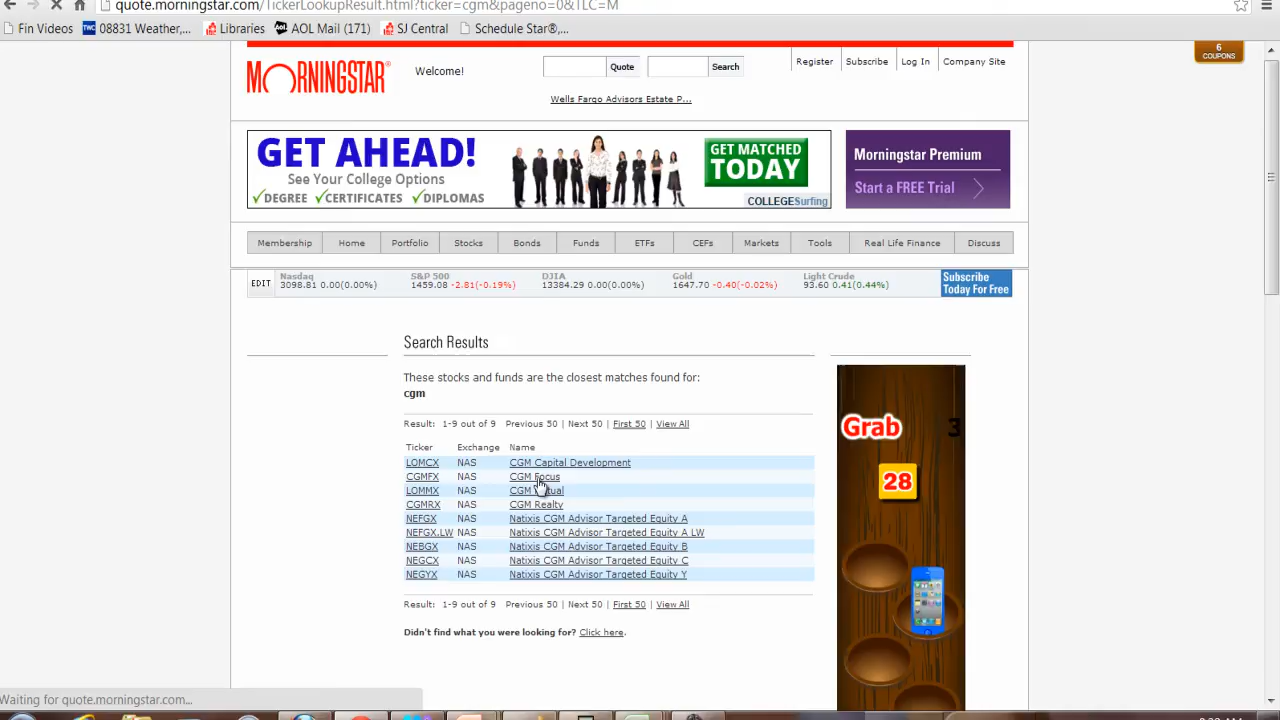 quote.morningstar.com/TickerLookupResult.html?ticker=cgm&pageno=0&TLC=M
Fin Videos 08831 Weather,... Libraries AOL Mail (171) SJ Central Schedule Star®,...
6
COUPONS
MORNINGSTAR® Welcome! Quote Search Register Subscribe Log In Company Site
Wells Fargo Advisors Estate P...
GET AHEAD!
See Your College Options
✓DEGREE ✓CERTIFICATES ✓DIPLOMAS
GET MATCHED
TODAY
COLLEGESurfing
Morningstar Premium
Start a FREE Trial
Membership Home Portfolio Stocks Bonds Funds ETFs CEFs Markets Tools Real Life Finance Discuss
EDIT
Nasdaq S&P 500 DJIA Gold Light Crude
3098.81 0.00(0.00%) 1459.08 -2.81(-0.19%) 13384.29 0.00(0.00%) 1647.70 -0.40(-0.02%) 93.60 0.41(0.44%)
Subscribe
Today For Free
Search Results
These stocks and funds are the closest matches found for:
cgm
Result: 1-9 out of 9 Previous 50 | Next 50 | First 50 | View All
Ticker Exchange Name
LOMCX NAS CGM Capital Development
CGMFX NAS CGM Focus
LOMMX NAS CGM
CGMRX NAS CGM Realty
NEFGX NAS Natixis CGM Advisor Targeted Equity A
NEFGX.LW NAS Natixis CGM Advisor Targeted Equity A LW
NEBGX NAS Natixis CGM Advisor Targeted Equity B
NEGCX NAS Natixis CGM Advisor Targeted Equity C
NEGYX NAS Natixis CGM Advisor Targeted Equity Y
Result: 1-9 out of 9 Previous 50 | Next 50 | First 50 | View All
Didn't find what you were looking for? Click here.
Grab 3
28
Waiting for quote.morningstar.com...